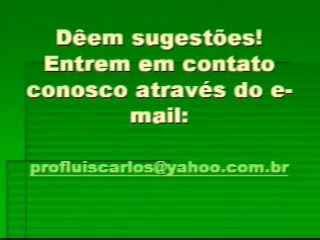 Dêem sugestões!
Entrem em contato
conosco através do e-
mail:
profluiscarlos@yahoo.com.br